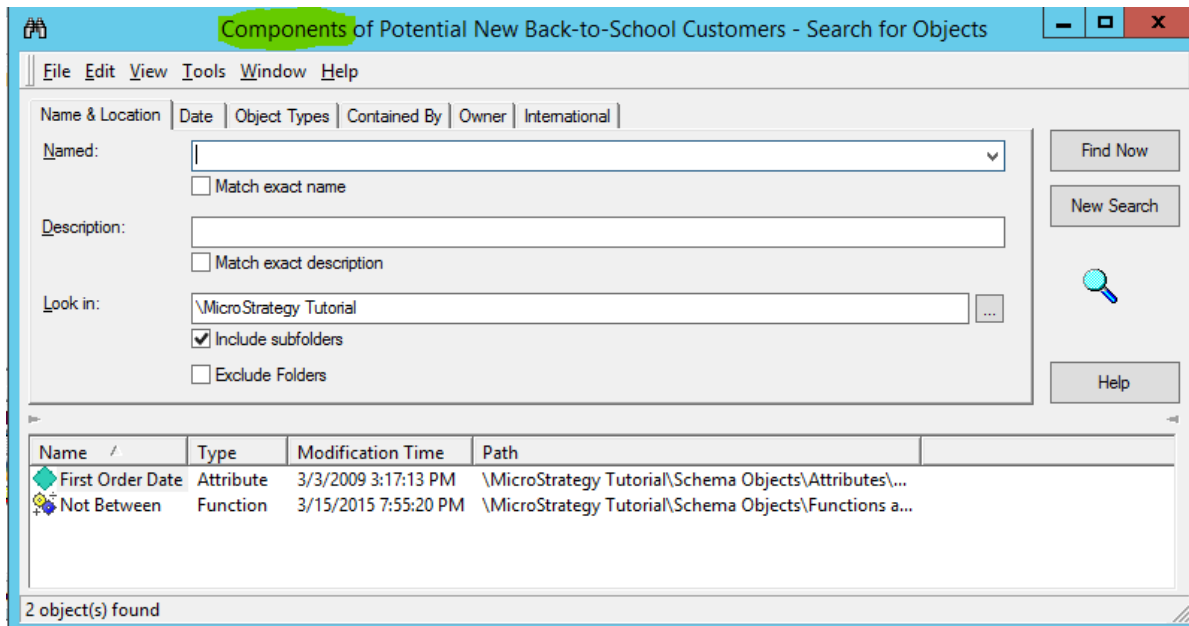 Components of Potential New Back-to-School Customers - Search for Objects
File Edit View Tools Window Help
Name & Location Date Object Types Contained By Owner International
Named:
Match exact name
Find Now
New Search
Description:
Match exact description
Look in: \MicroStrategy Tutorial ...
Include subfolders
Exclude Folders
Help
Name Type Modification Time Path
First Order Date Attribute 3/3/2009 3:17:13 PM \MicroStrategy Tutorial\Schema Objects\Attributes\...
Not Between Function 3/15/2015 7:55:20 PM \MicroStrategy Tutorial\Schema Objects\Functions a...
2 object(s) found